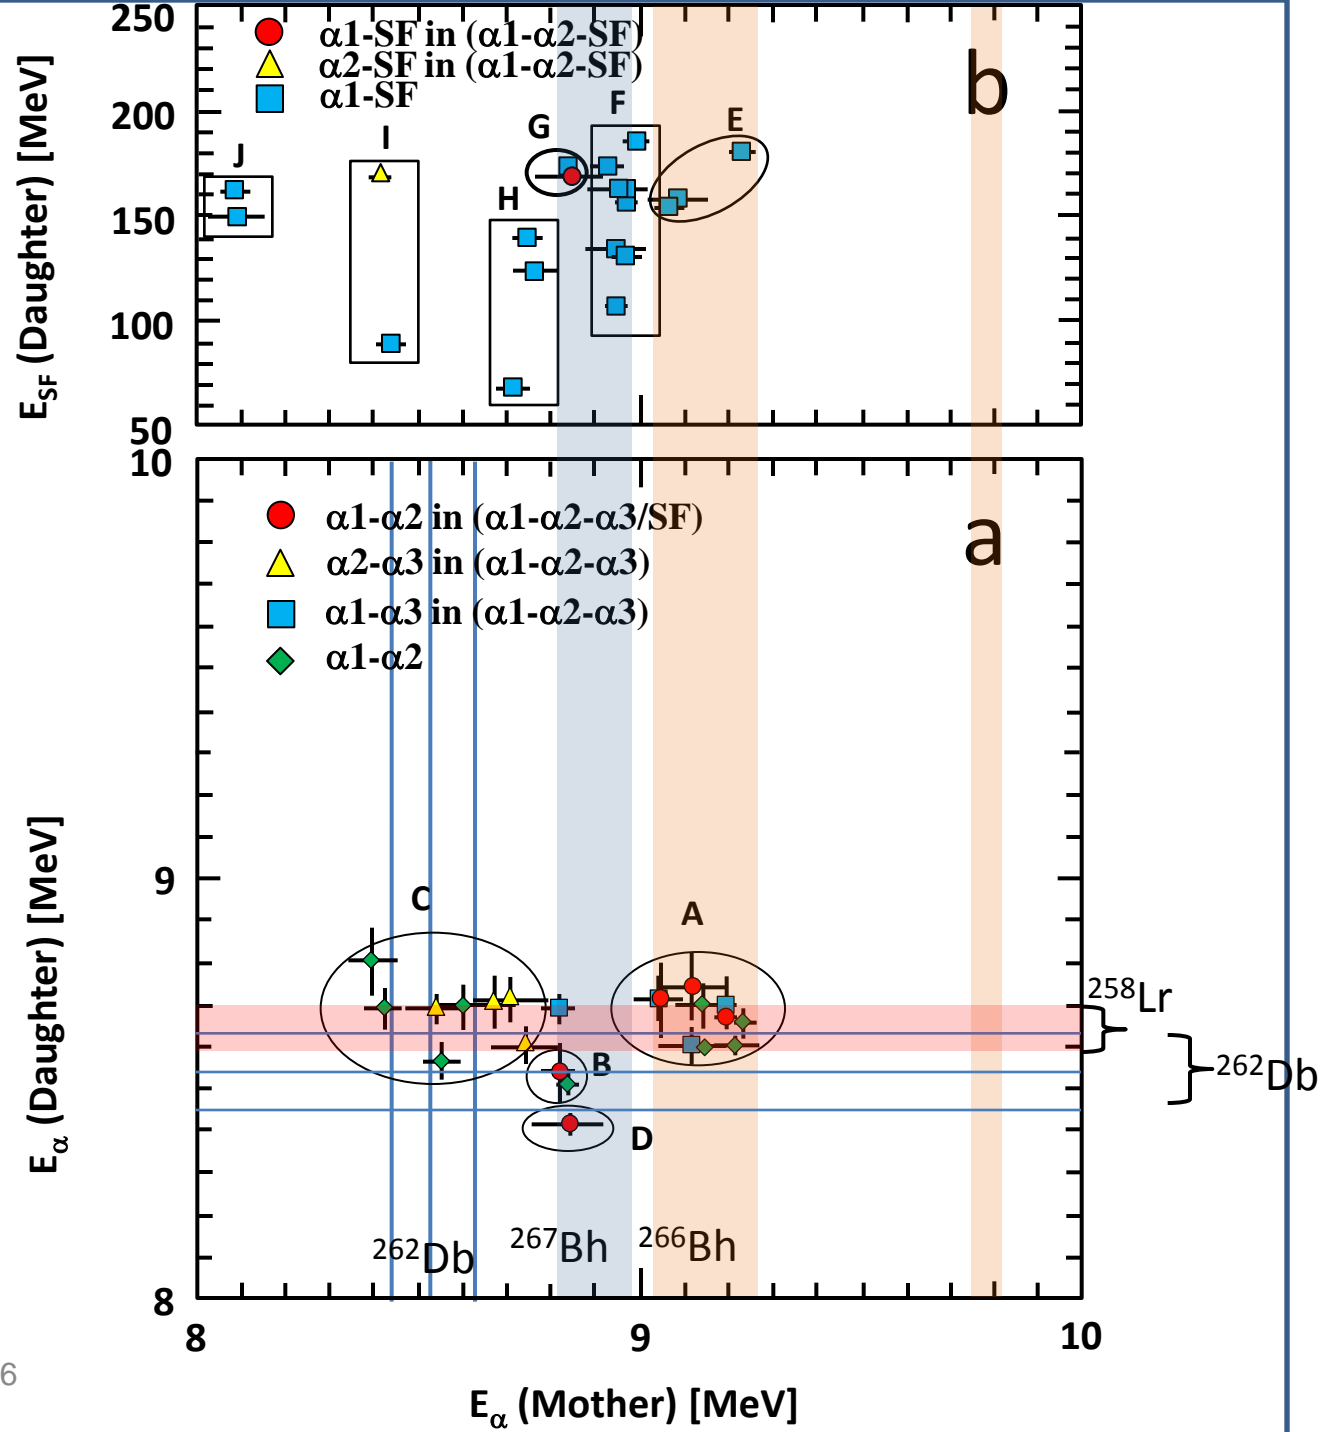 250
α1-SF in (α1-α2-SF)
α2-SF in (α1-α2-SF)
α1-SF
b
200
F
E
G
I
J
H
150
100
50
E_SF (Daughter) [MeV]
10
α1-α2 in (α1-α2-α3/SF)
a
α2-α3 in (α1-α2-α3)
α1-α3 in (α1-α2-α3)
α1-α2
9
C
A
²⁵⁸Lr
B
²⁶²Db
D
E_α (Daughter) [MeV]
²⁶²Db
²⁶⁷Bh
²⁶⁶Bh
8
8
9
10
6
E_α (Mother) [MeV]